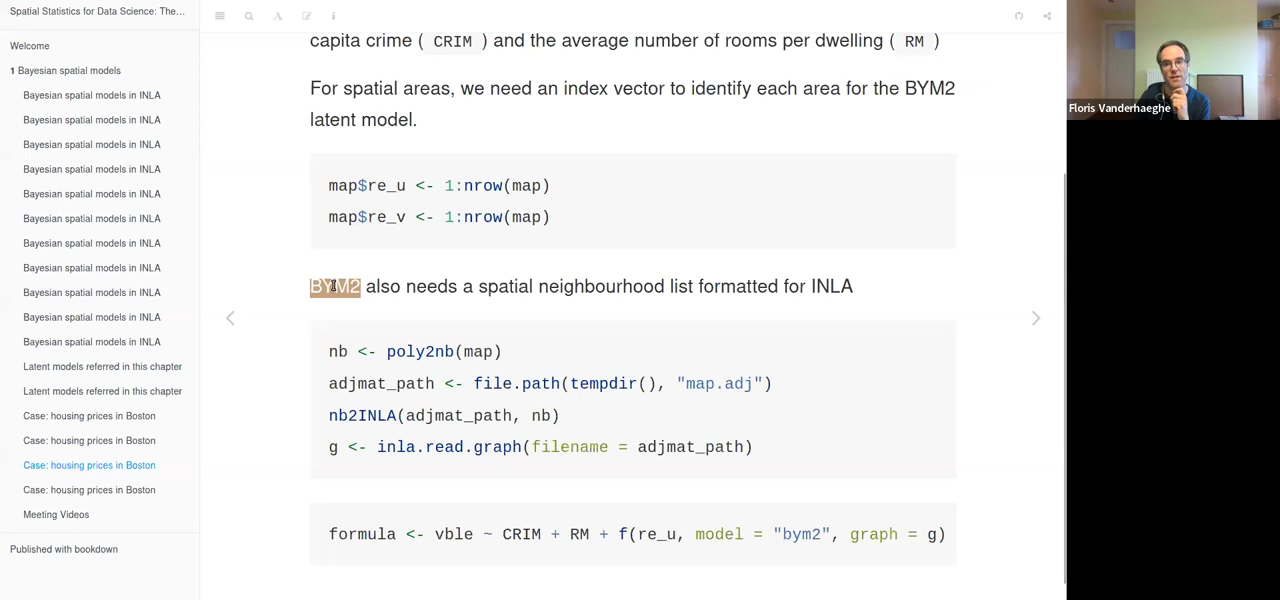 Spatial Statistics for Data Science: The...
Welcome
1 Bayesian spatial models
Bayesian spatial models in INLA
Bayesian spatial models in INLA
Bayesian spatial models in INLA
Bayesian spatial models in INLA
Bayesian spatial models in INLA
Bayesian spatial models in INLA
Bayesian spatial models in INLA
Bayesian spatial models in INLA
Bayesian spatial models in INLA
Bayesian spatial models in INLA
Bayesian spatial models in INLA
Latent models referred in this chapter
Latent models referred in this chapter
Case: housing prices in Boston
Case: housing prices in Boston
Case: housing prices in Boston
Case: housing prices in Boston
Meeting Videos
Published with bookdown
capita crime ( CRIM ) and the average number of rooms per dwelling ( RM )
For spatial areas, we need an index vector to identify each area for the BYM2
latent model.
map$re_u <- 1:nrow(map)
map$re_v <- 1:nrow(map)
BYM2 also needs a spatial neighbourhood list formatted for INLA
nb <- poly2nb(map)
adjmat_path <- file.path(tempdir(), "map.adj")
nb2INLA(adjmat_path, nb)
g <- inla.read.graph(filename = adjmat_path)
formula <- vble ~ CRIM + RM + f(re_u, model = "bym2", graph = g)
Floris Vanderhaeghe